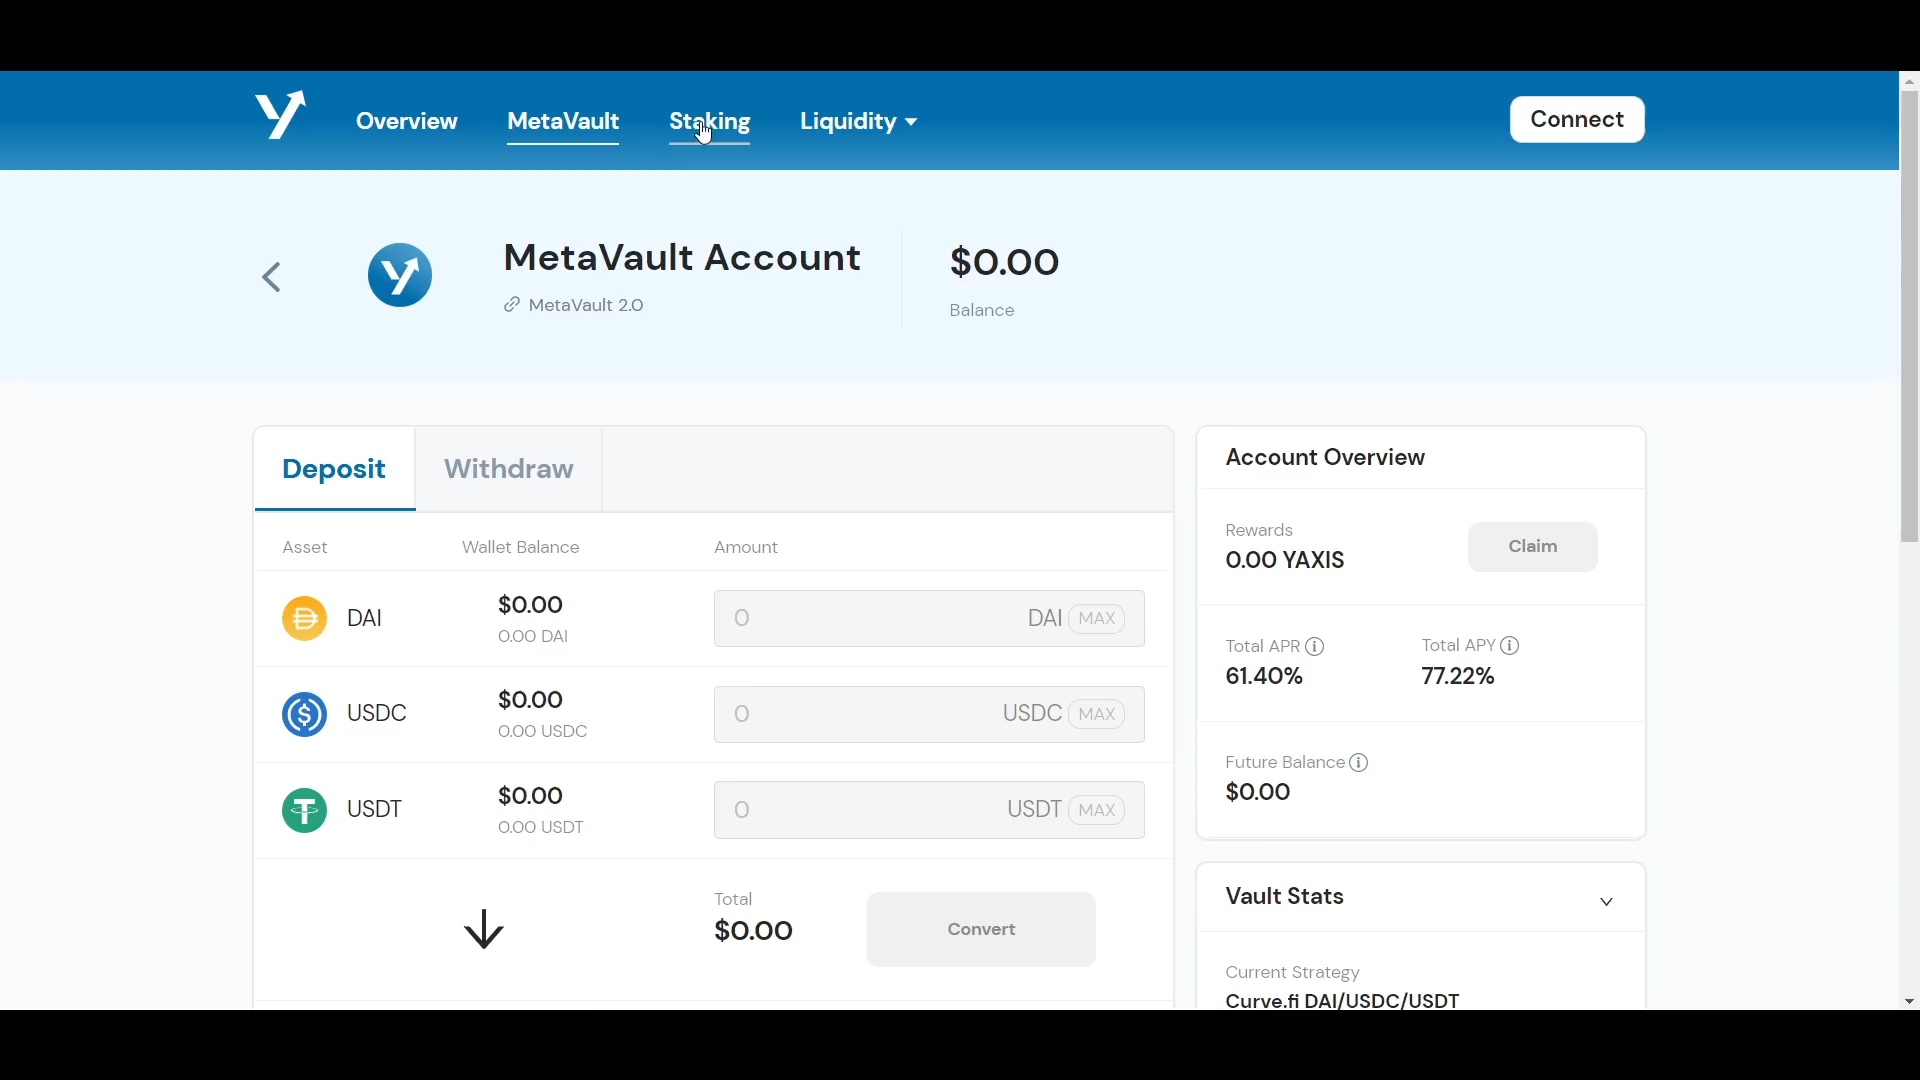 Overview MetaVault Staking Liquidity Connect
MetaVault Account
MetaVault 2.0
$0.00
Balance
Deposit Withdraw
Asset Wallet Balance Amount
DAI $0.00 0 DAI MAX
0.00 DAI
USDC $0.00 0 USDC MAX
0.00 USDC
USDT $0.00 0 USDT MAX
0.00 USDT
Total
$0.00 Convert
Account Overview
Rewards
0.00 YAXIS Claim
Total APR Total APY
61.40% 77.22%
Future Balance
$0.00
Vault Stats
Current Strategy
Curve.fi DAI/USDC/USDT